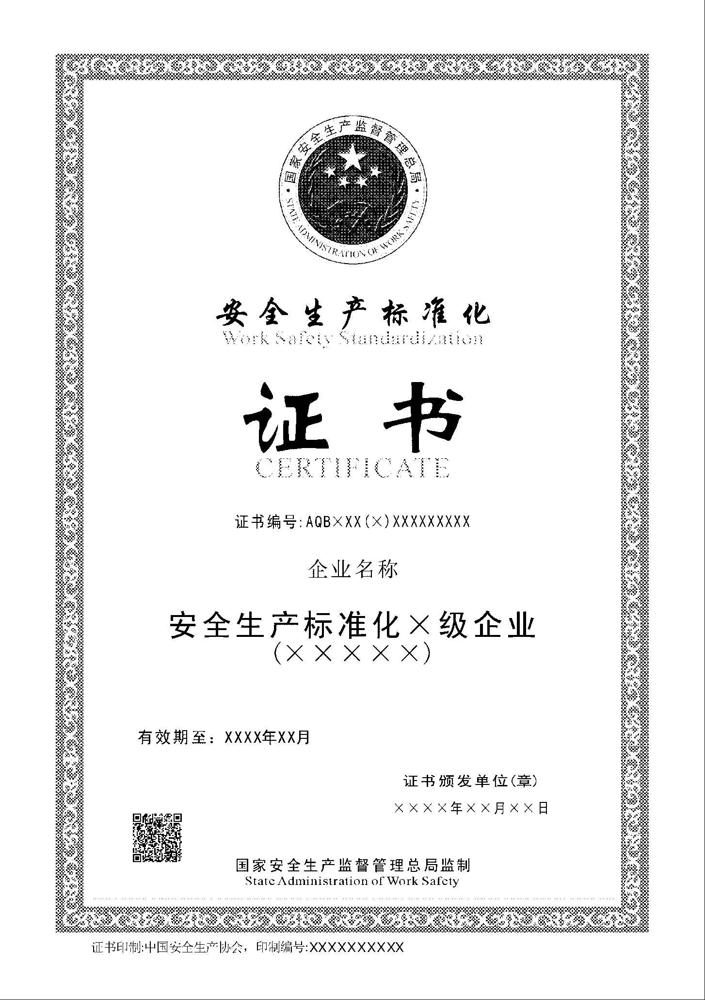 国家安全生产监督管理总局
STATE ADMINISTRATION OF WORK SAFETY
安全生产标准化
Work Safety Standardization
证书
CERTIFICATE
证书编号:AQB×XX(×)XXXXXXXXX
企业名称
安全生产标准化×级企业
(×××××)
有效期至：XXXX年XX月
证书颁发单位(章)
××××年××月××日
国家安全生产监督管理总局监制
State Administration of Work Safety
证书印制:中国安全生产协会，印制编号:XXXXXXXXXX